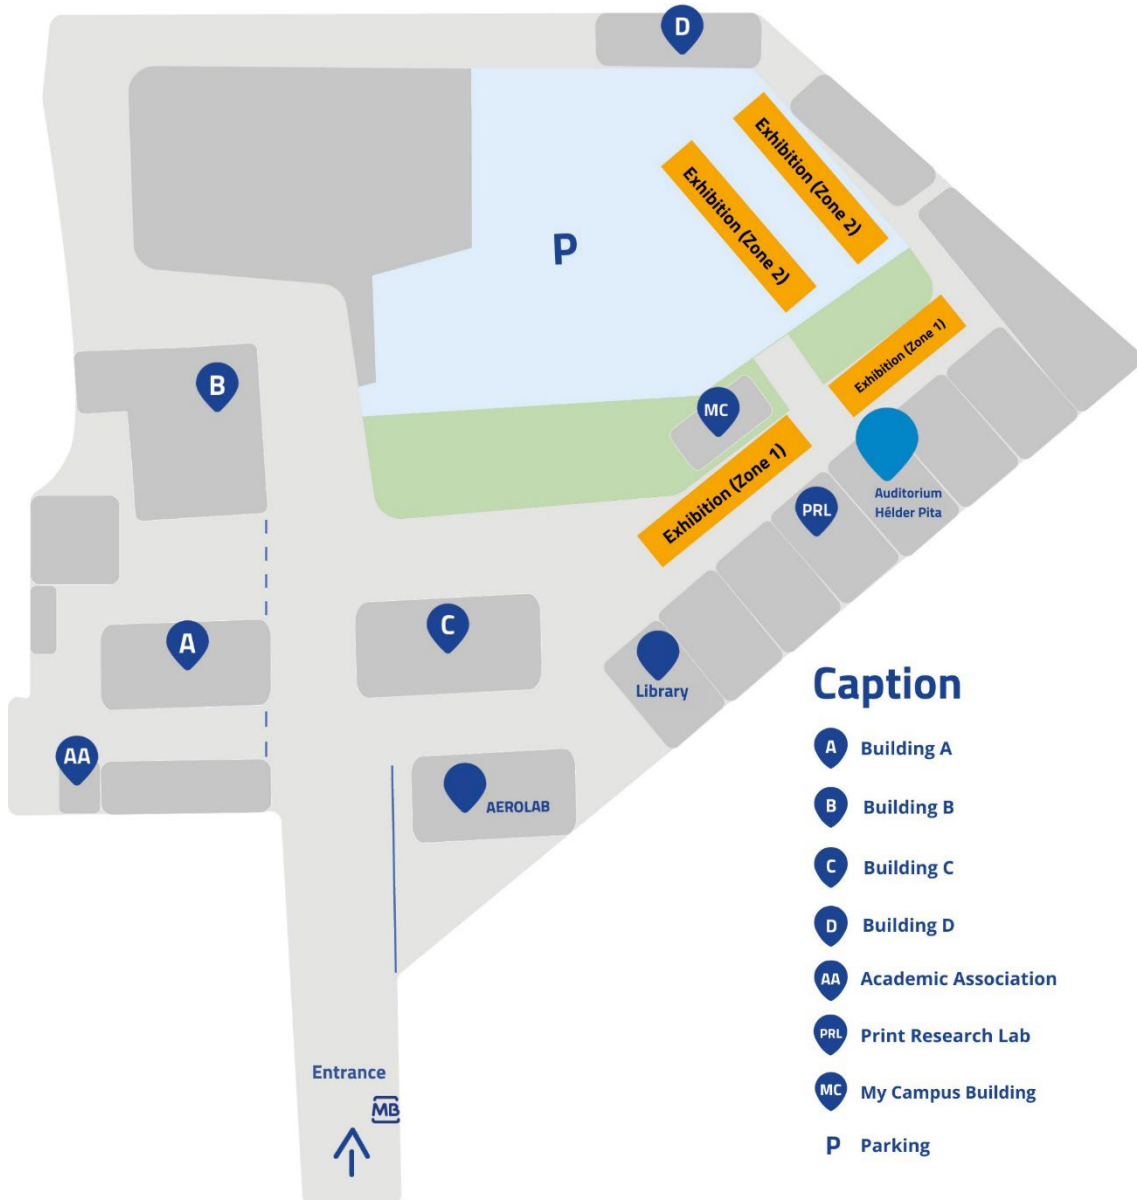 D
Exhibition (Zone 2)
Exhibition (Zone 2)
P
Exhibition (Zone 1)
B
MC
Exhibition (Zone 1)
Auditorium
Hélder Pita
PRL
C
A
Library
AA
AEROLAB
Entrance
MB
Caption
A Building A
B Building B
C Building C
D Building D
AA Academic Association
PRL Print Research Lab
MC My Campus Building
P Parking